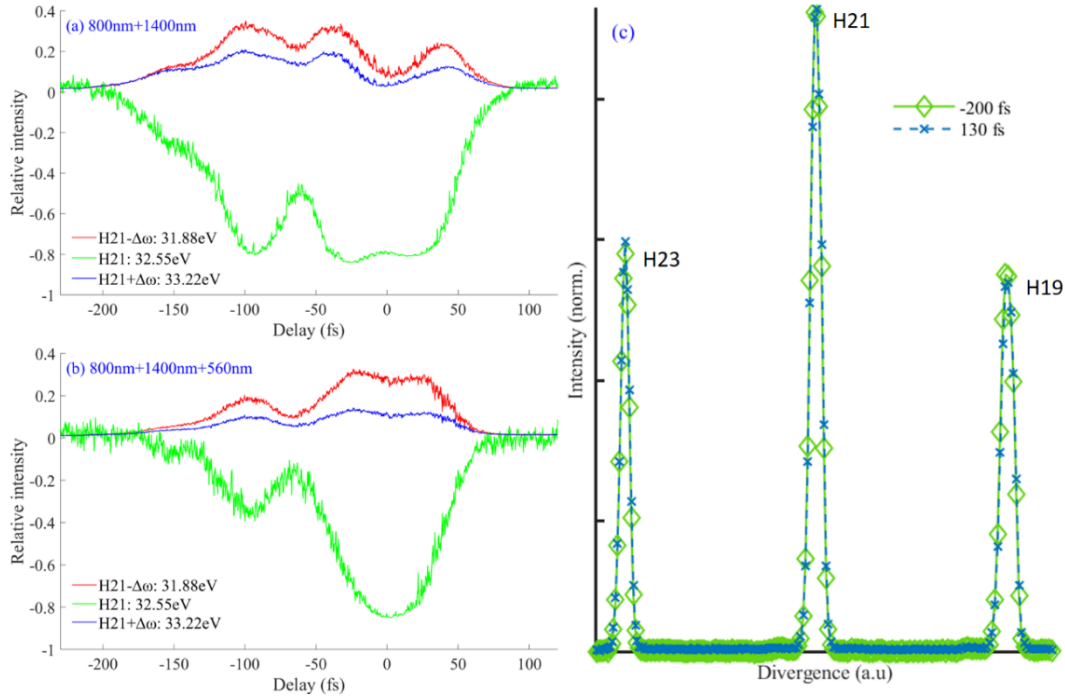 (a) 800nm+1400nm
0.4
0.2
0
-0.2
-0.4
-0.6
-0.8
-1
Relative intensity
H21-Δω: 31.88eV
H21: 32.55eV
H21+Δω: 33.22eV
-200 -150 -100 -50 0 50 100
Delay (fs)
(b) 800nm+1400nm+560nm
0.4
0.2
0
-0.2
-0.4
-0.6
-0.8
-1
Relative intensity
H21-Δω: 31.88eV
H21: 32.55eV
H21+Δω: 33.22eV
-200 -150 -100 -50 0 50 100
Delay (fs)
(c)
H21
-200 fs
130 fs
H23
H19
Intensity (norm.)
Divergence (a.u)